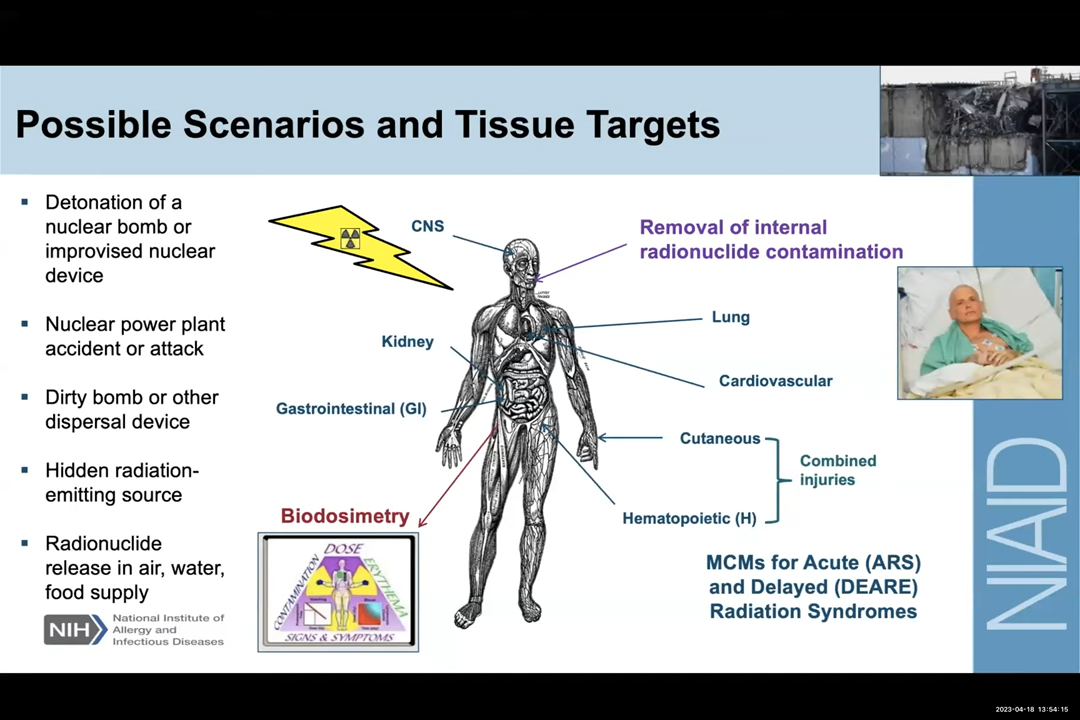 Possible Scenarios and Tissue Targets
Detonation of a
nuclear bomb or
improvised nuclear
device
Nuclear power plant
accident or attack
Dirty bomb or other
dispersal device
Hidden radiation-
emitting source
Radionuclide
release in air, water,
food supply
NIH
National Institute of
Allergy and
Infectious Diseases
CNS
Kidney
Gastrointestinal (GI)
Biodosimetry
DOSE
CONTAMINATION
ERYTHEMA
SIGNS & SYMPTOMS
Removal of internal
radionuclide contamination
Lung
Cardiovascular
Cutaneous
Combined
injuries
Hematopoietic (H)
MCMs for Acute (ARS)
and Delayed (DEARE)
Radiation Syndromes
NIAID
2023-04-18 13:54:15